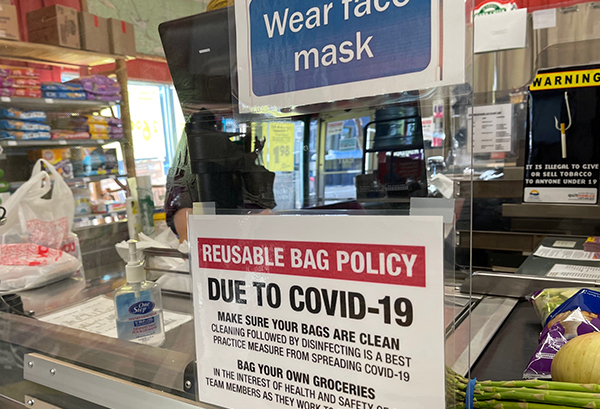 Wear face
mask
WARNING
IT IS ILLEGAL TO GIVE
OR SELL TOBACCO
TO ANYONE UNDER 19
1.98
REUSABLE BAG POLICY
DUE TO COVID-19
MAKE SURE YOUR BAGS ARE CLEAN
CLEANING FOLLOWED BY DISINFECTING IS A BEST
PRACTICE MEASURE FROM SPREADING COVID-19
BAG YOUR OWN GROCERIES
IN THE INTEREST OF HEALTH AND SAFETY OF
TEAM MEMBERS AS THEY WORK TO
One
Step